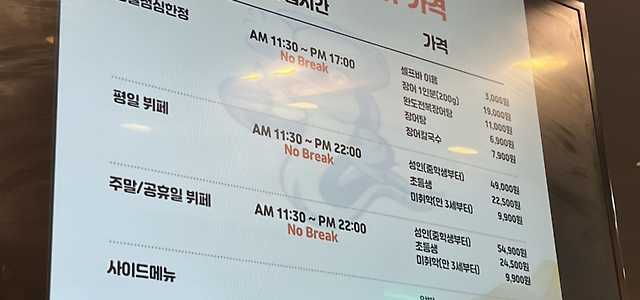 가격
시간
점심한정
AM 11:30 ~ PM 17:00
No Break
가격
셀프바 이용
장어 1인분(200g) 3,000원
완도전복장어탕 19,000원
장어탕 11,000원
장어칼국수 6,900원
7,900원
평일 뷔페
AM 11:30 ~ PM 22:00
No Break
성인(중학생부터) 49,000원
초등생 22,500원
미취학(만 3세부터) 9,900원
주말/공휴일 뷔페
AM 11:30 ~ PM 22:00
No Break
성인(중학생부터) 54,900원
초등생 24,500원
미취학(만 3세부터) 9,900원
사이드메뉴